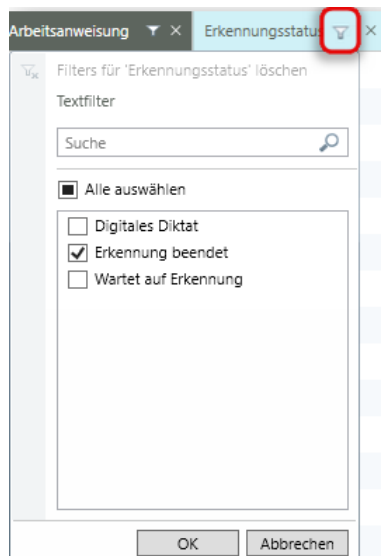 Arbeitsanweisung Erkennungsstatus
Filters für 'Erkennungsstatus' löschen
Textfilter
Suche
Alle auswählen
Digitales Diktat
Erkennung beendet
Wartet auf Erkennung
OK Abbrechen